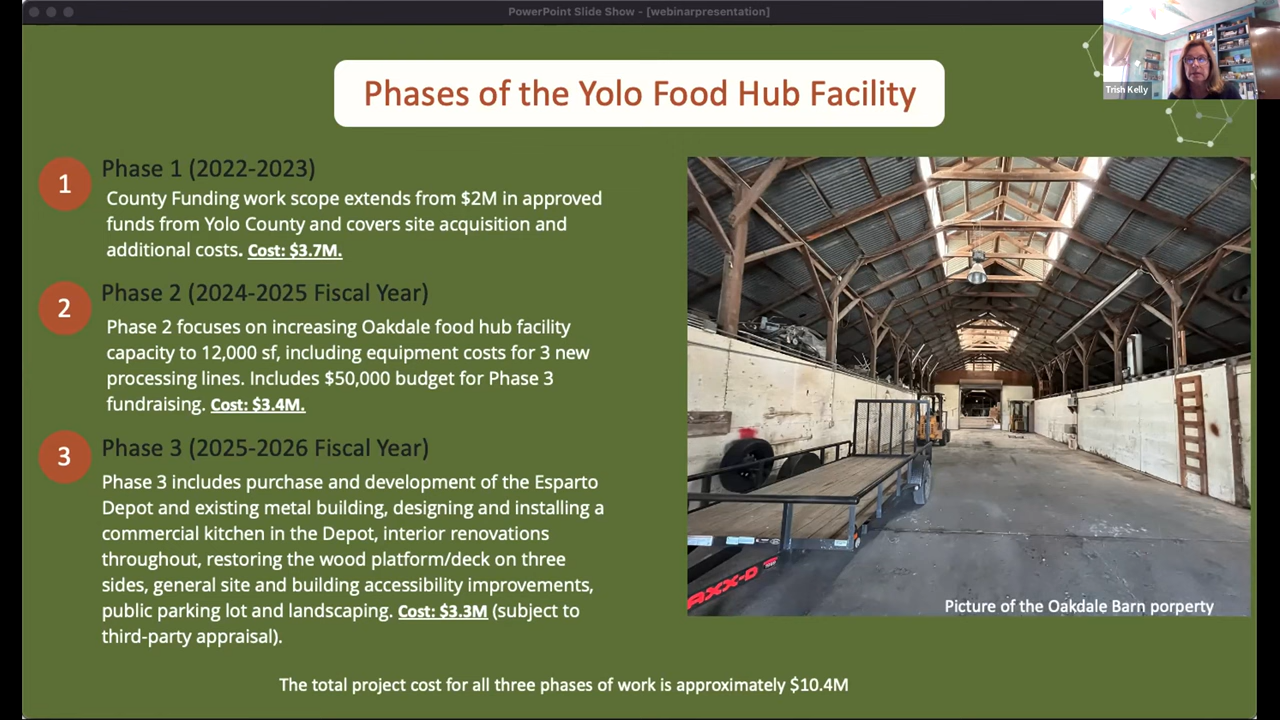 PowerPoint Slide Show - [webinarpresentation]
Trish Kelly
Phases of the Yolo Food Hub Facility
1
Phase 1 (2022-2023)
County Funding work scope extends from $2M in approved
funds from Yolo County and covers site acquisition and
additional costs. Cost: $3.7M.
2
Phase 2 (2024-2025 Fiscal Year)
Phase 2 focuses on increasing Oakdale food hub facility
capacity to 12,000 sf, including equipment costs for 3 new
processing lines. Includes $50,000 budget for Phase 3
fundraising. Cost: $3.4M.
3
Phase 3 (2025-2026 Fiscal Year)
Phase 3 includes purchase and development of the Esparto
Depot and existing metal building, designing and installing a
commercial kitchen in the Depot, interior renovations
throughout, restoring the wood platform/deck on three
sides, general site and building accessibility improvements,
public parking lot and landscaping. Cost: $3.3M (subject to
third-party appraisal).
AXX-D
Picture of the Oakdale Barn porperty
The total project cost for all three phases of work is approximately $10.4M